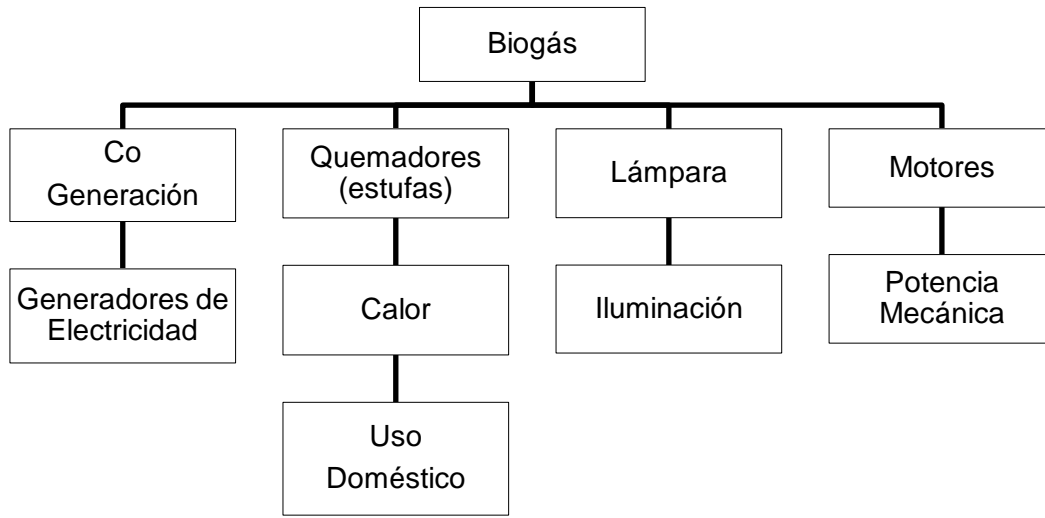 Biogás
Co
Generación
Quemadores
(estufas)
Lámpara
Motores
Generadores de
Electricidad
Calor
Iluminación
Potencia
Mecánica
Uso
Doméstico